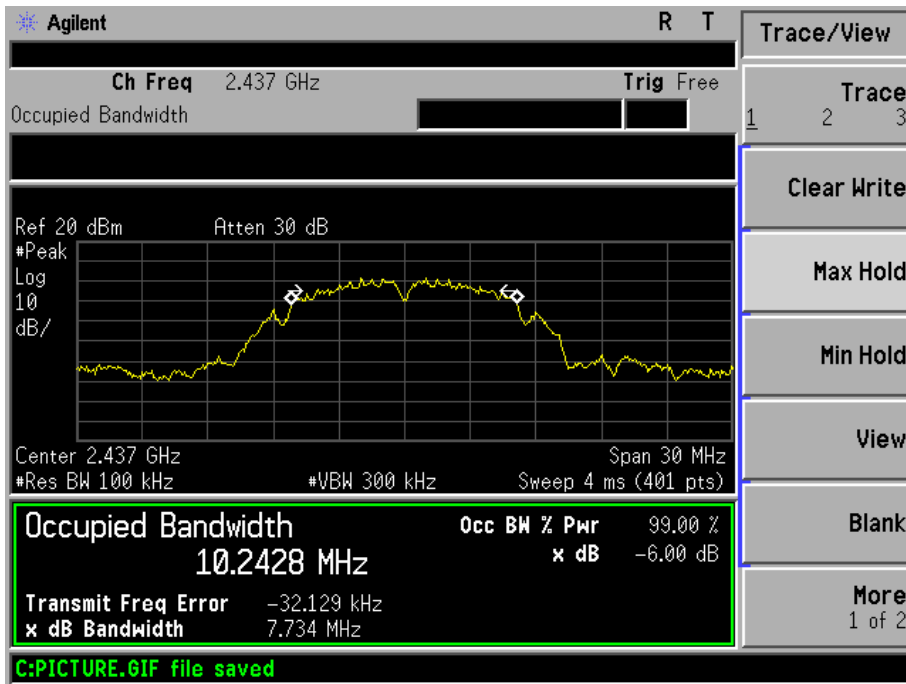 Agilent R T
Ch Freq 2.437 GHz Trig Free
Occupied Bandwidth
Ref 20 dBm Atten 30 dB
#Peak
Log
10
dB/
Center 2.437 GHz Span 30 MHz
#Res BW 100 kHz #VBW 300 kHz Sweep 4 ms (401 pts)
Occupied Bandwidth Occ BW % Pwr 99.00 %
10.2428 MHz x dB -6.00 dB
Transmit Freq Error -32.129 kHz
x dB Bandwidth 7.734 MHz
C:PICTURE.GIF file saved
Trace/View
Trace
1 2 3
Clear Write
Max Hold
Min Hold
View
Blank
More
1 of 2